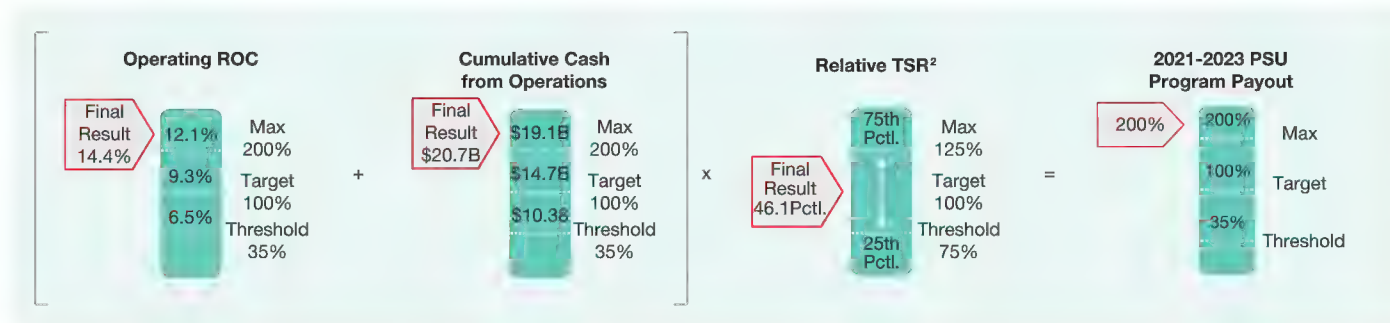 Operating ROC
Final
Result
14.4%
12.1%
9.3%
6.5%
Max
200%
Target
100%
Threshold
35%
+
Cumulative Cash
from Operations
Final
Result
$20.7B
$19.1B
$14.7B
$10.3B
Max
200%
Target
100%
Threshold
35%
x
Relative TSR²
Final
Result
46.1Pctl.
75th
Pctl.
25th
Pctl.
Max
125%
Target
100%
Threshold
75%
=
2021-2023 PSU
Program Payout
200%
200%
100%
35%
Max
Target
Threshold